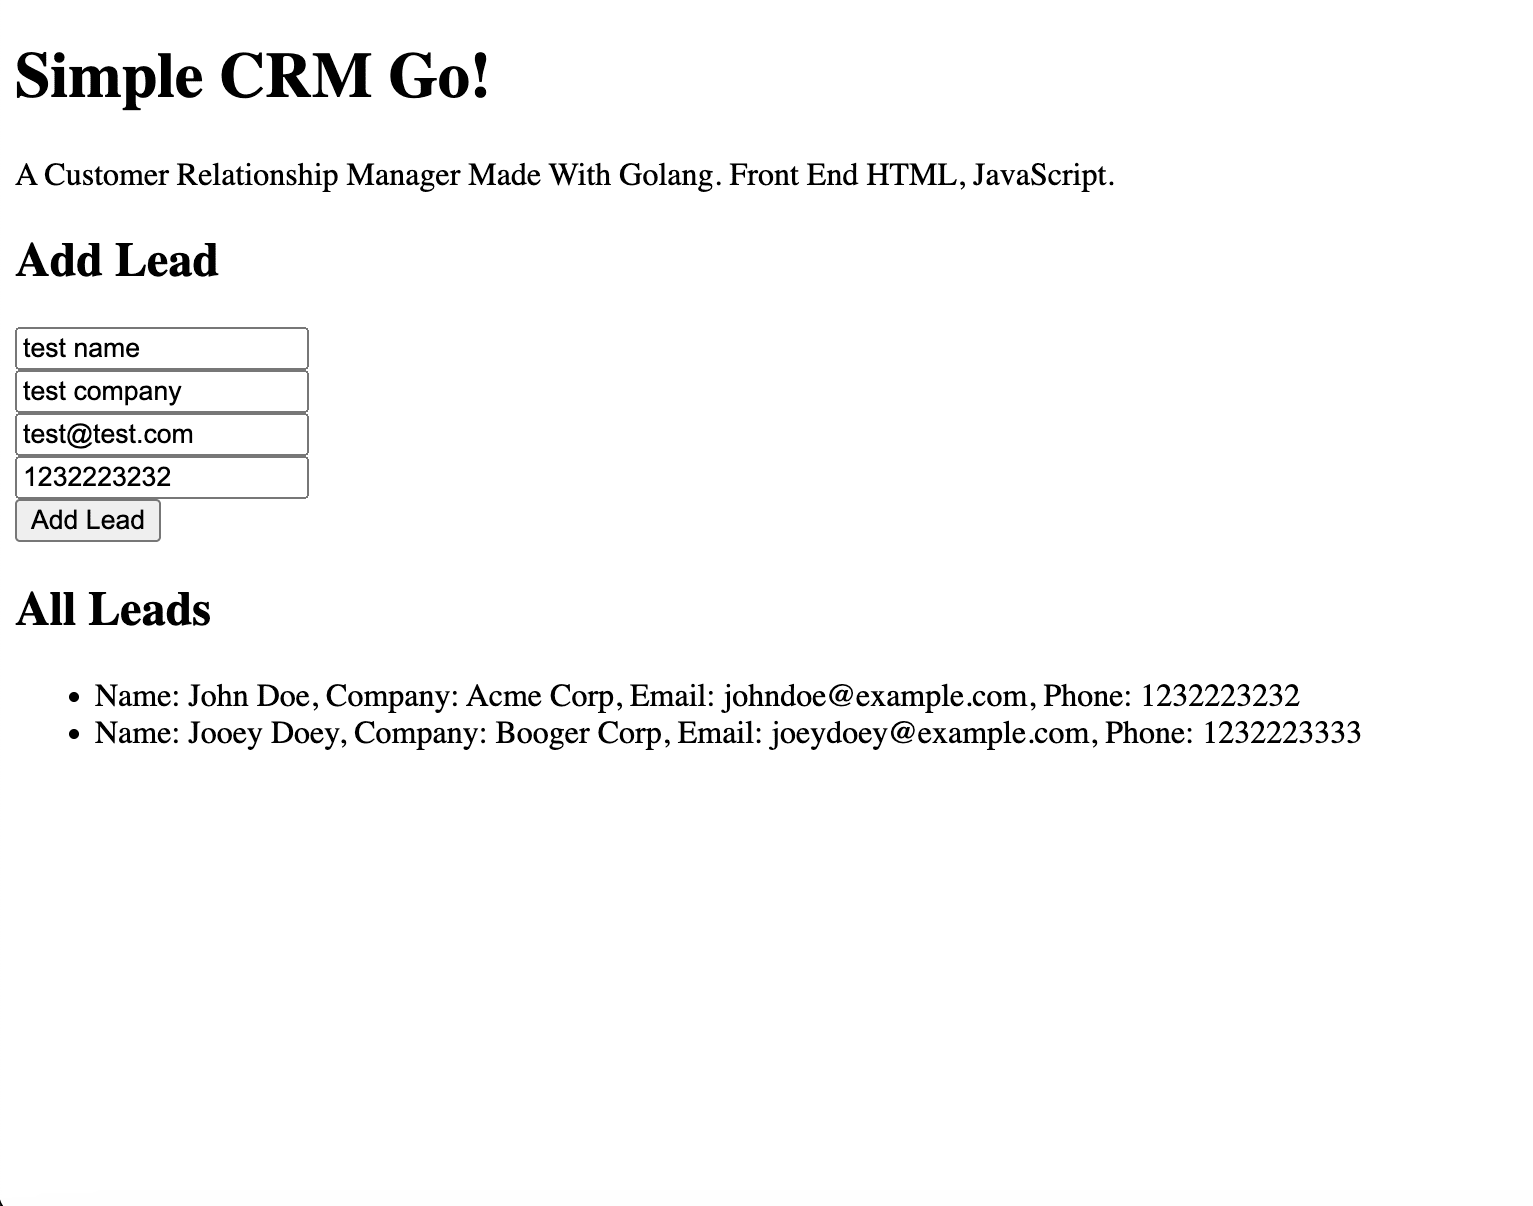 Simple CRM Go!
A Customer Relationship Manager Made With Golang. Front End HTML, JavaScript.
Add Lead
test name
test company
test@test.com
1232223232
Add Lead
All Leads
• Name: John Doe, Company: Acme Corp, Email: johndoe@example.com, Phone: 1232223232
• Name: Jooey Doey, Company: Booger Corp, Email: joeydoey@example.com, Phone: 1232223333